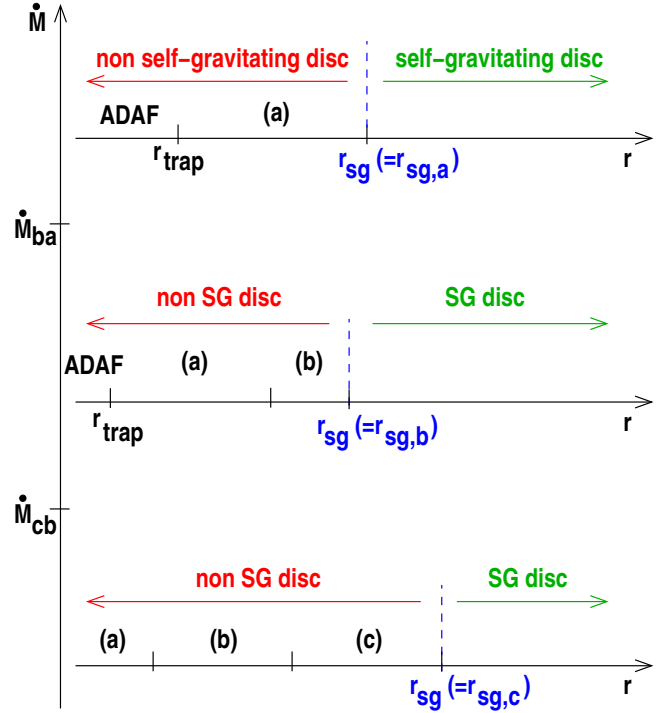 Ṁ
non self-gravitating disc self-gravitating disc
ADAF (a)
r_trap r_sg (=r_sg,a) r
Ṁ_ba
non SG disc SG disc
ADAF (a) (b)
r_trap r_sg (=r_sg,b) r
Ṁ_cb
non SG disc SG disc
(a) (b) (c)
r_sg (=r_sg,c) r